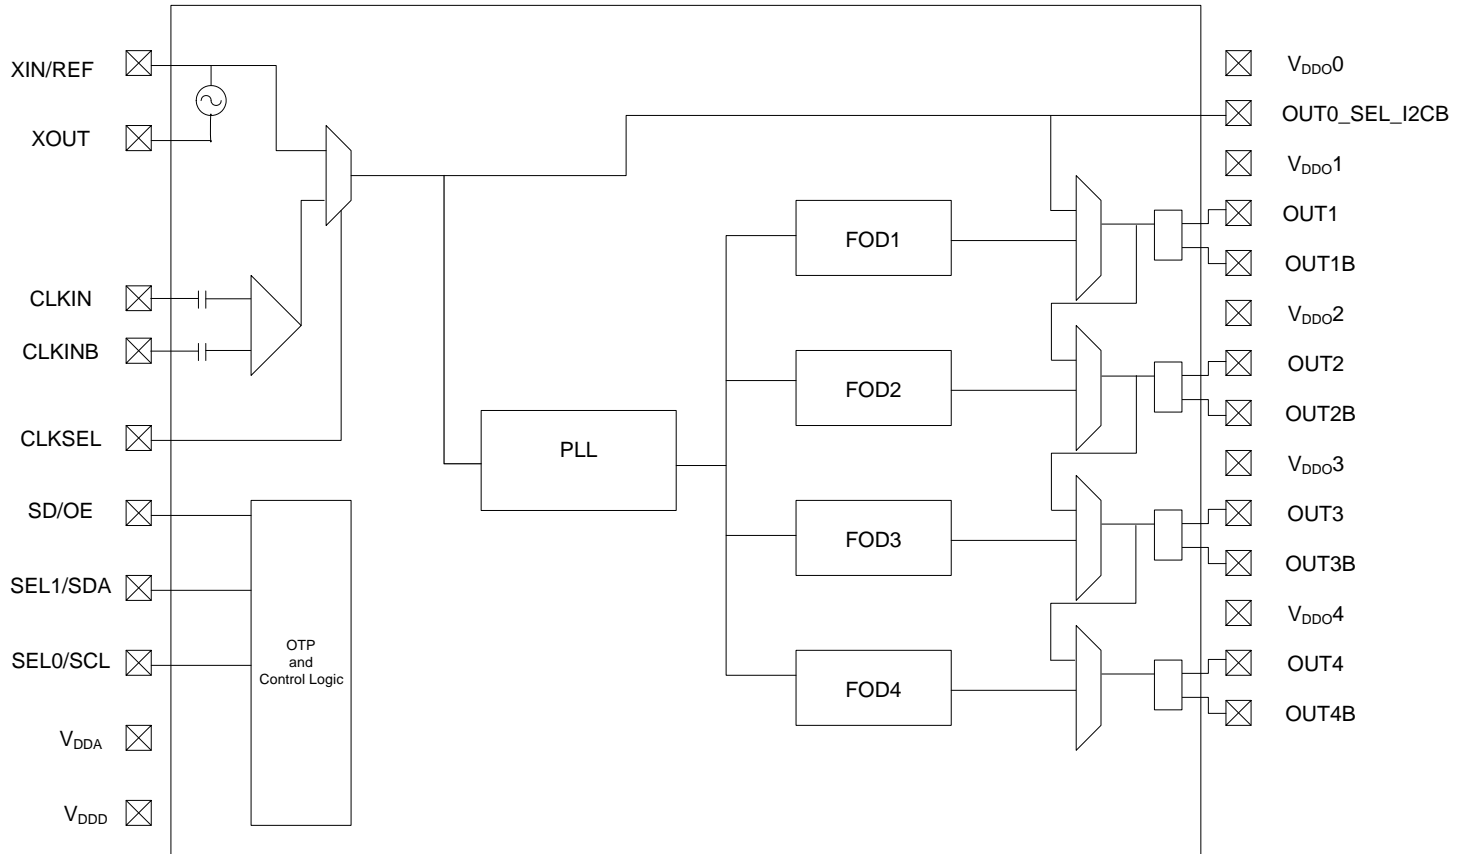 XIN/REF
XOUT
CLKIN
CLKINB
CLKSEL
SD/OE
SEL1/SDA
SEL0/SCL
VDDA
VDDD
OTP
and
Control Logic
PLL
FOD1
FOD2
FOD3
FOD4
VDDO0
OUT0_SEL_I2CB
VDDO1
OUT1
OUT1B
VDDO2
OUT2
OUT2B
VDDO3
OUT3
OUT3B
VDDO4
OUT4
OUT4B